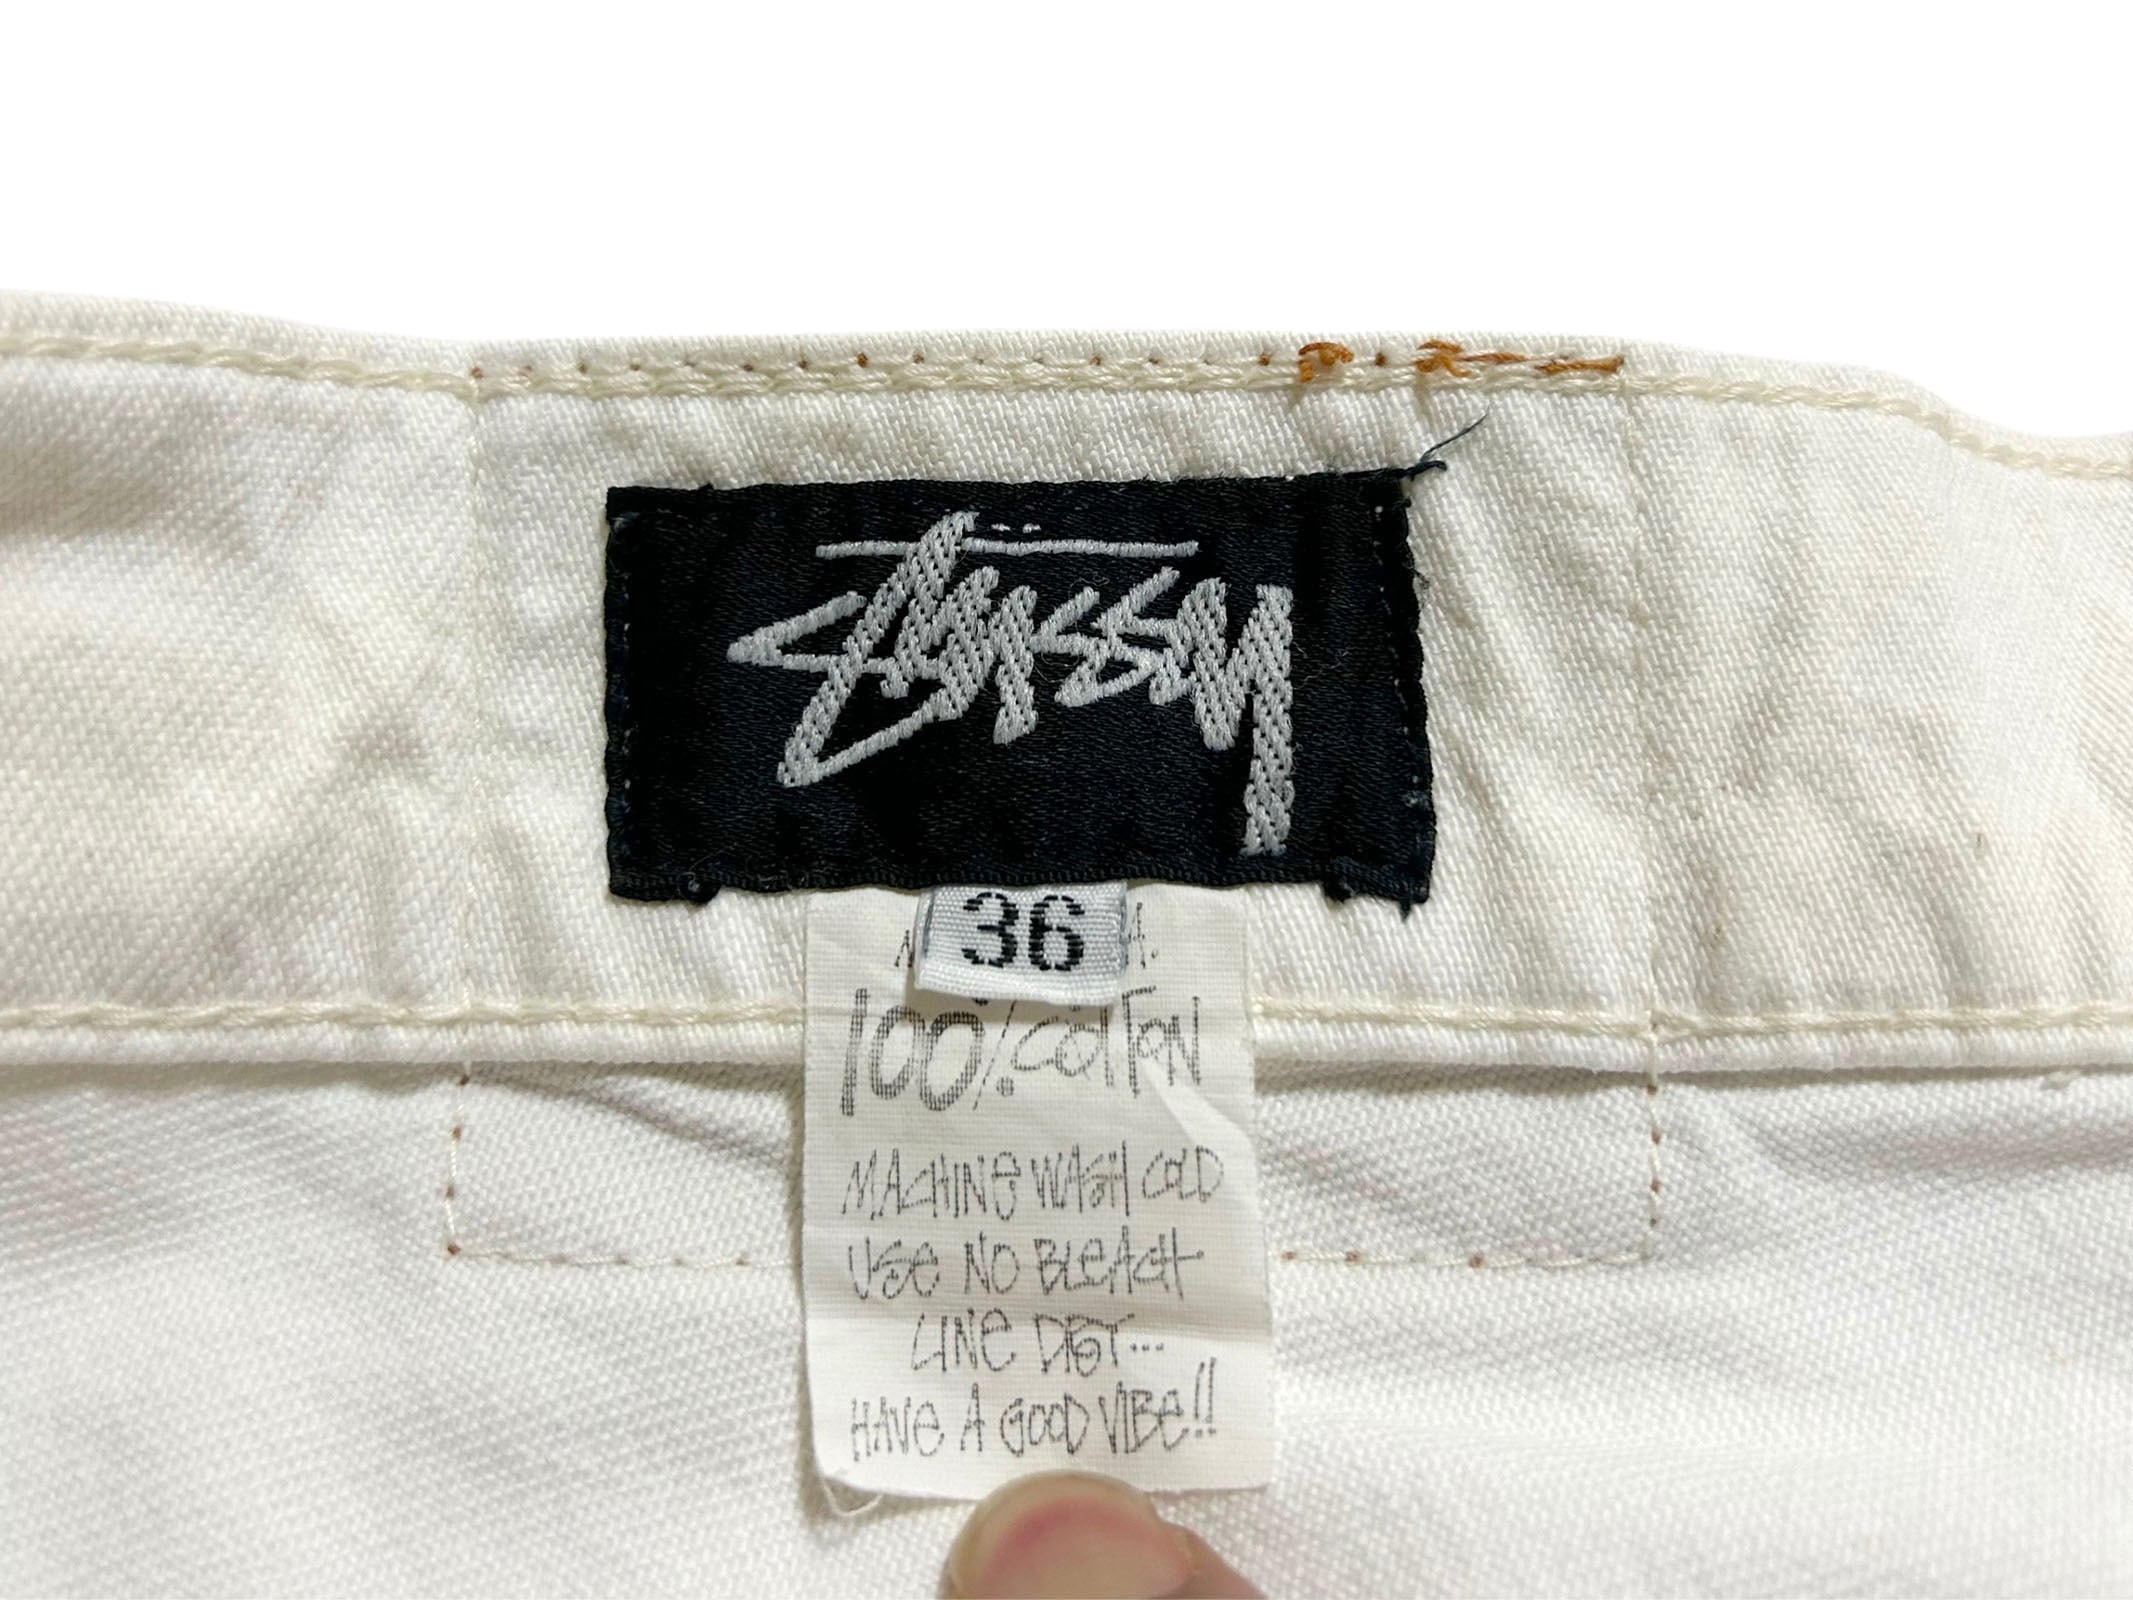 Stüssy
36
100% COTTON
MACHINE WASH COLD
USE NO BLEACH
LINE DRY...
HAVE A GOOD VIBE!!